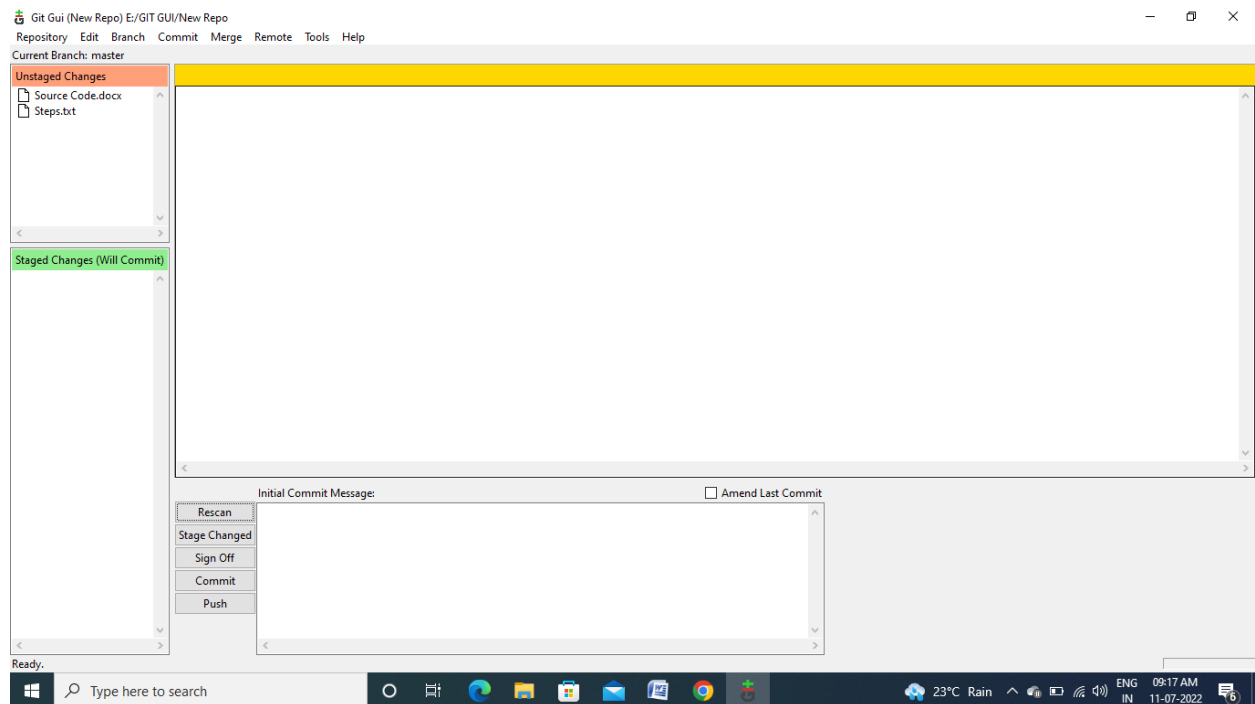 Git Gui (New Repo) E:/GIT GUI/New Repo
Repository Edit Branch Commit Merge Remote Tools Help
Current Branch: master
Unstaged Changes
Source Code.docx
Steps.txt
Staged Changes (Will Commit)
Initial Commit Message:
Amend Last Commit
Rescan
Stage Changed
Sign Off
Commit
Push
Ready.
Type here to search
23°C Rain
ENG
IN
09:17 AM
11-07-2022
6